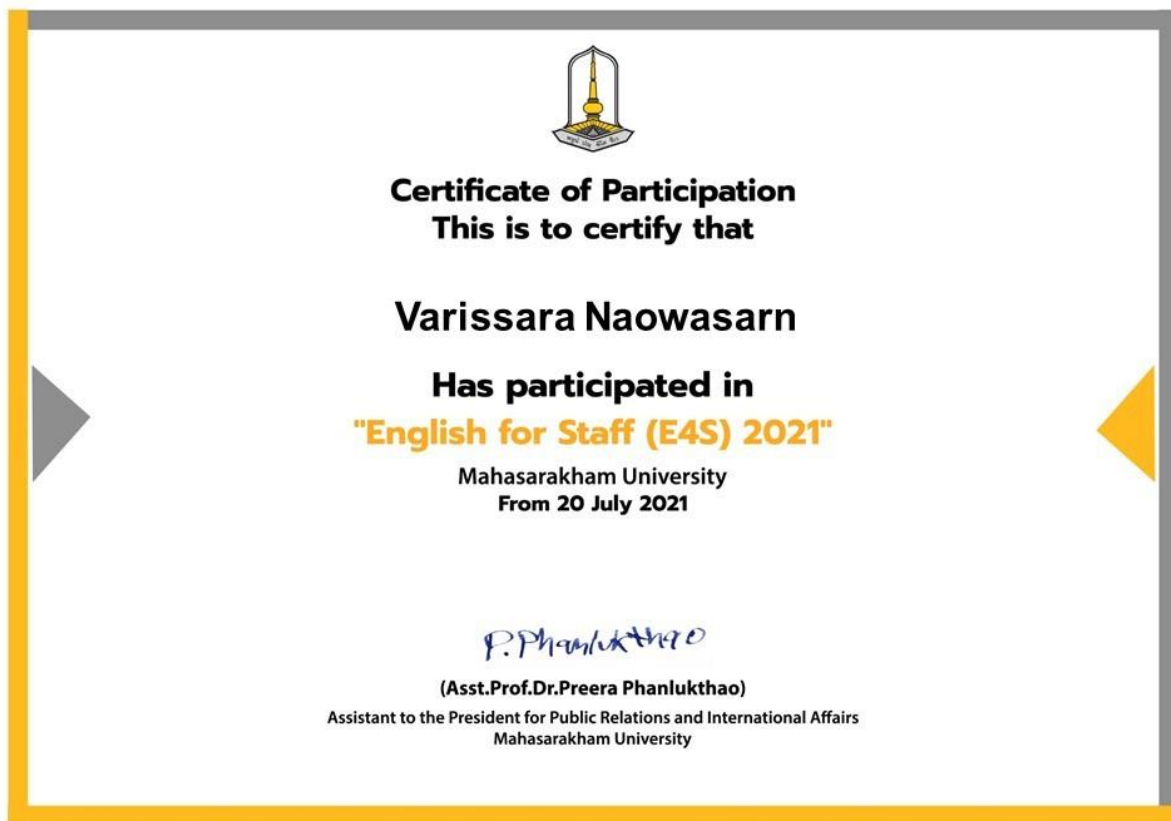 Certificate of Participation
This is to certify that
Varissara Naowasarn
Has participated in
"English for Staff (E4S) 2021"
Mahasarakham University
From 20 July 2021
P. Phanlukthao
(Asst.Prof.Dr.Preera Phanlukthao)
Assistant to the President for Public Relations and International Affairs
Mahasarakham University